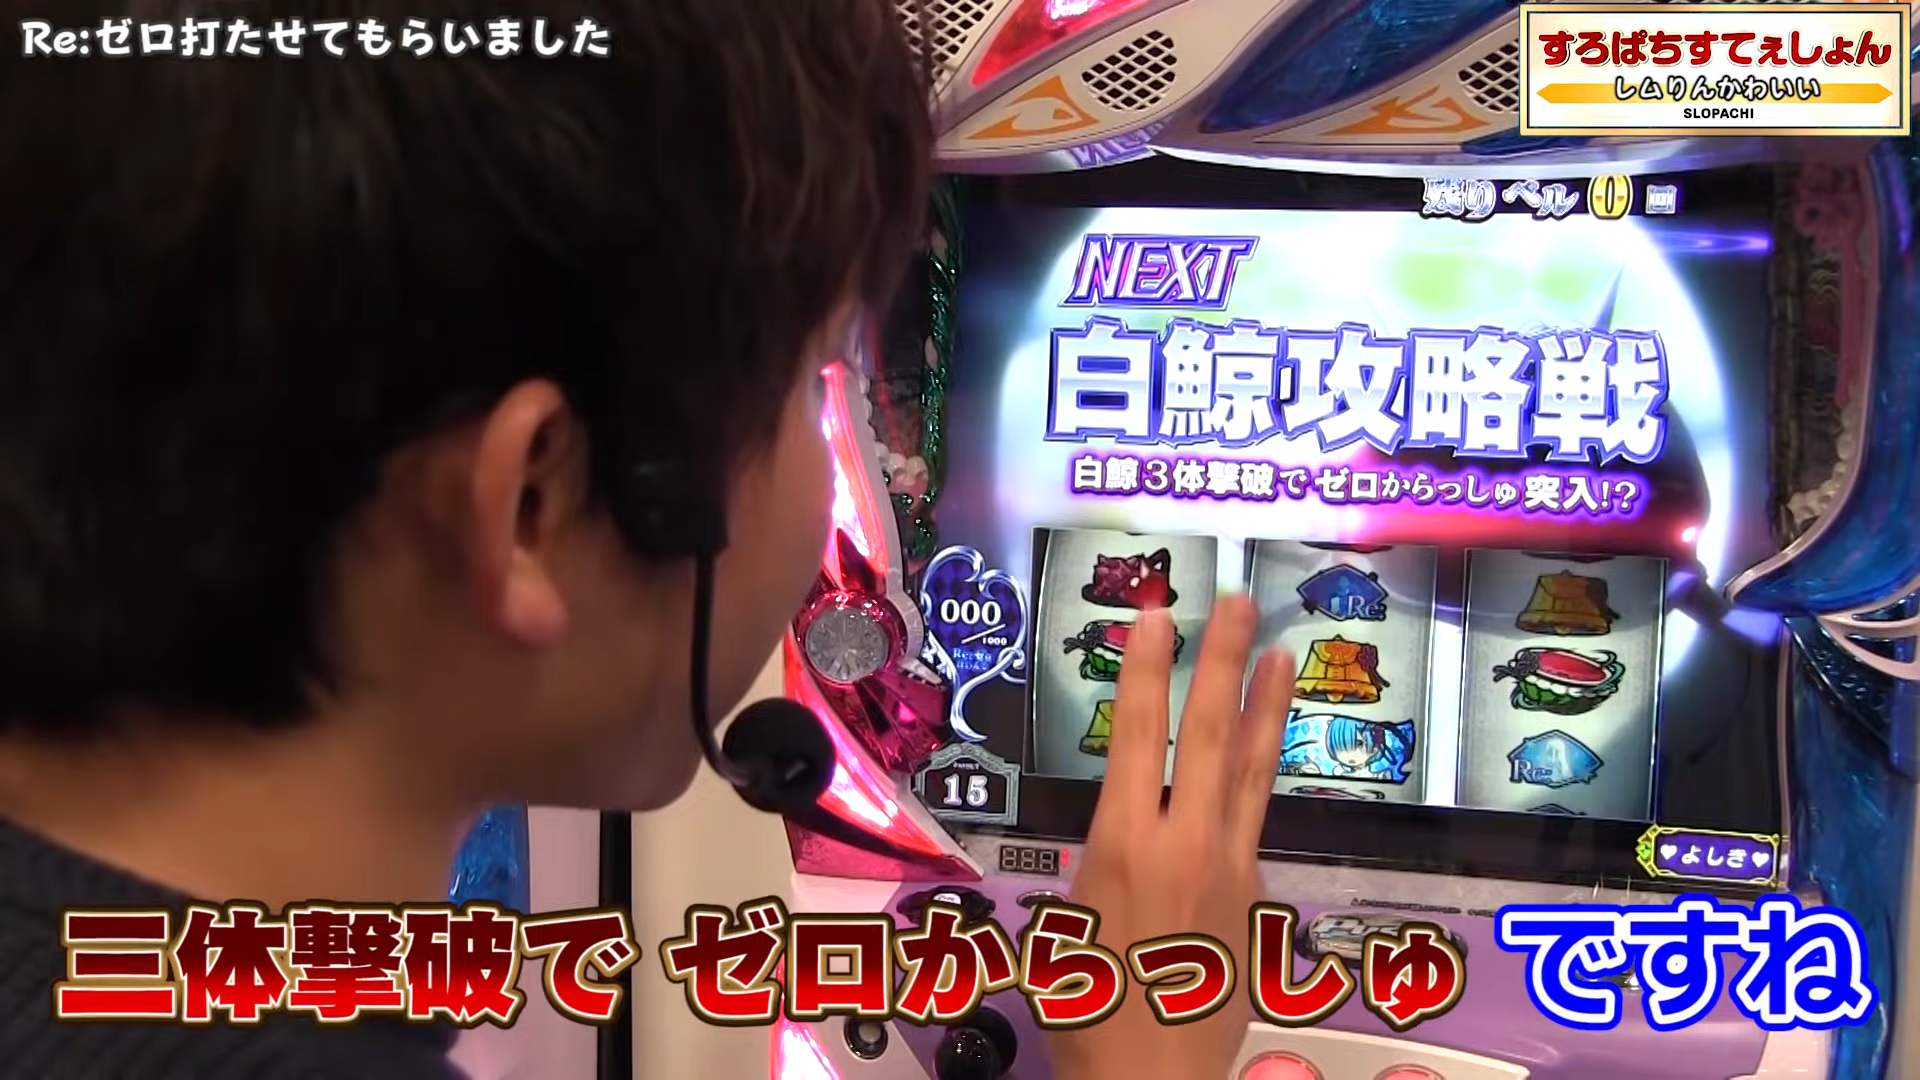 Re:ゼロ打たせてもらいました
すろぱちすてぇしょん
レムりんかわいい
SLOPACHI
残りベル0回
NEXT
白鯨攻略戦
白鯨3体撃破でゼロからっしゅ突入!?
Re:
000
/1000
15
Re:
♥よしき♥
三体撃破で ゼロからっしゅ ですね